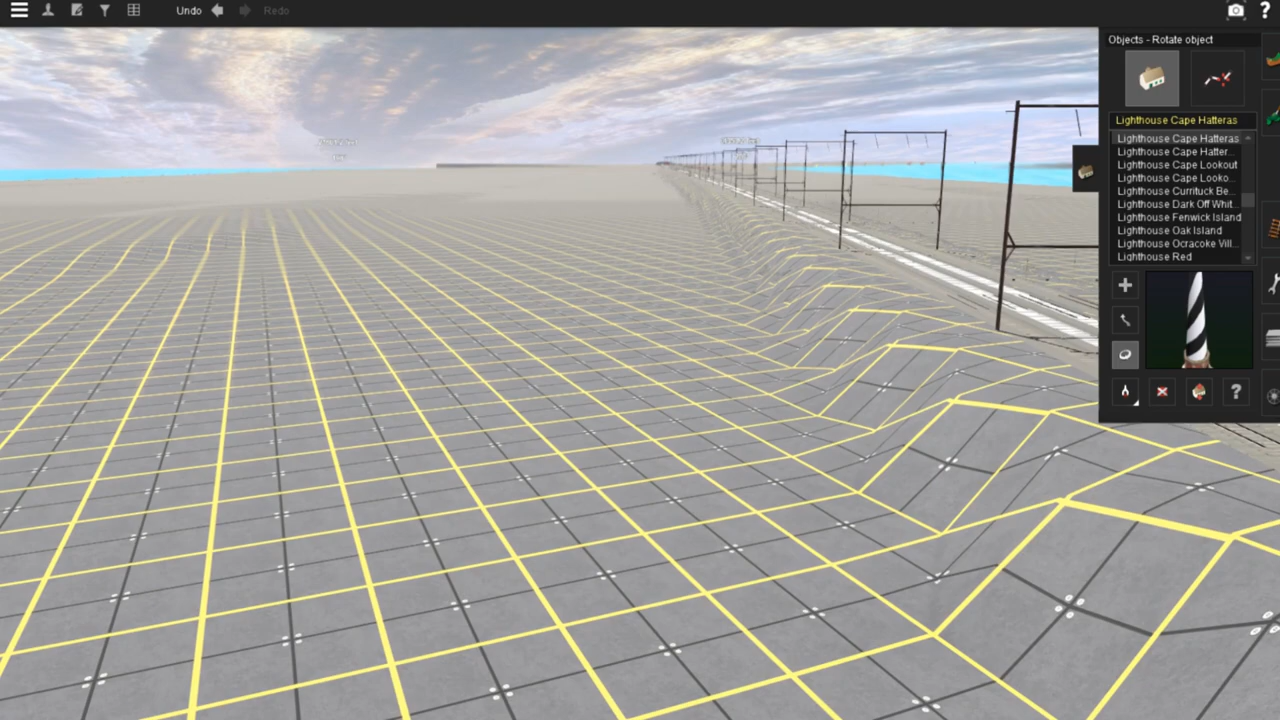 Undo
Redo
?
Objects - Rotate object
Lighthouse Cape Hatteras
Lighthouse Cape Hatteras
Lighthouse Cape Hatter...
Lighthouse Cape Lookout
Lighthouse Cape Looko...
Lighthouse Currituck Be...
Lighthouse Dark Off Whit...
Lighthouse Fenwick Island
Lighthouse Oak Island
Lighthouse Ocracoke Vill...
Lighthouse Red
?